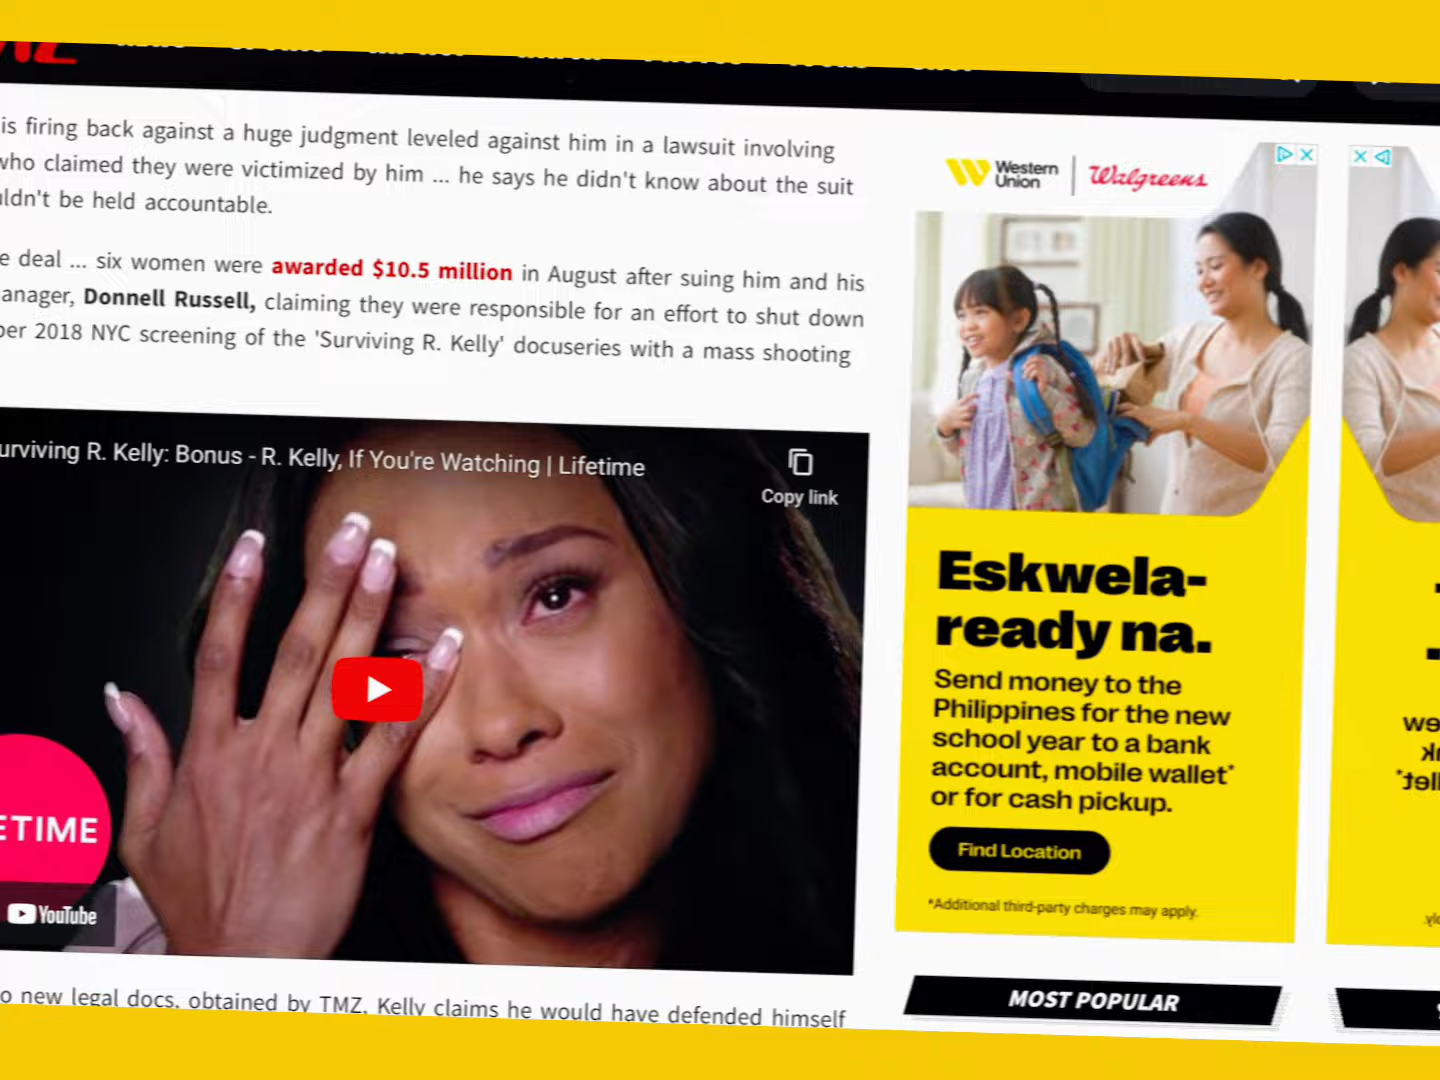 is firing back against a huge judgment leveled against him in a lawsuit involving
who claimed they were victimized by him ... he says he didn't know about the suit
uldn't be held accountable.
e deal ... six women were awarded $10.5 million in August after suing him and his
anager, Donnell Russell, claiming they were responsible for an effort to shut down
ber 2018 NYC screening of the 'Surviving R. Kelly' docuseries with a mass shooting
urviving R. Kelly: Bonus - R. Kelly, If You're Watching | Lifetime
Copy link
ETIME
YouTube
o new legal docs, obtained by TMZ, Kelly claims he would have defended himself
Western
Union
Walgreens
Eskwela-
ready na.
Send money to the
Philippines for the new
school year to a bank
account, mobile wallet*
or for cash pickup.
Find Location
*Additional third-party charges may apply.
MOST POPULAR